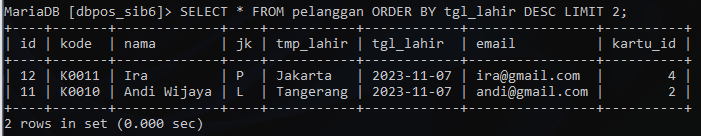 MariaDB [dbpos_sib6]> SELECT * FROM pelanggan ORDER BY tgl_lahir DESC LIMIT 2;
+----+-------+-------------+----+-----------+------------+----------------+----------+
| id | kode  | nama        | jk | tmp_lahir | tgl_lahir  | email          | kartu_id |
+----+-------+-------------+----+-----------+------------+----------------+----------+
| 12 | K0011 | Ira         | P  | Jakarta   | 2023-11-07 | ira@gmail.com  |        4 |
| 11 | K0010 | Andi Wijaya | L  | Tangerang | 2023-11-07 | andi@gmail.com |        2 |
+----+-------+-------------+----+-----------+------------+----------------+----------+
2 rows in set (0.000 sec)